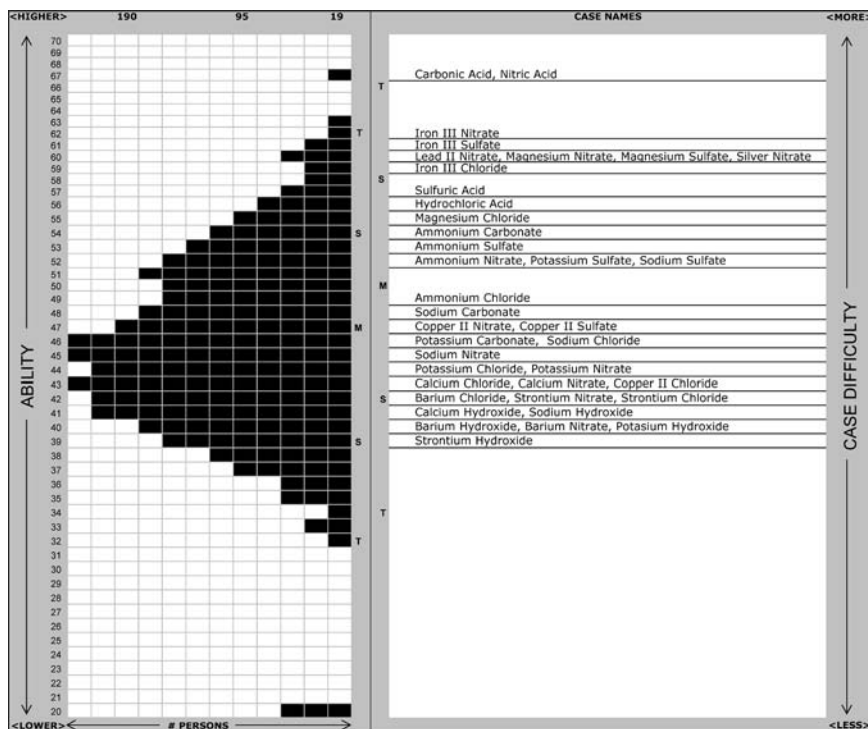 <HIGHER> 190 95 19 CASE NAMES <MORE>
70
69
68
67 Carbonic Acid, Nitric Acid
66 T
65
64
63
62 T Iron III Nitrate
61 Iron III Sulfate
60 Lead II Nitrate, Magnesium Nitrate, Magnesium Sulfate, Silver Nitrate
59 Iron III Chloride
58 S
57 Sulfuric Acid
56 Hydrochloric Acid
55 Magnesium Chloride
54 S Ammonium Carbonate
53 Ammonium Sulfate
52 Ammonium Nitrate, Potassium Sulfate, Sodium Sulfate
51
50 M
49 Ammonium Chloride
48 Sodium Carbonate
47 M Copper II Nitrate, Copper II Sulfate
46 Potassium Carbonate, Sodium Chloride
45 Sodium Nitrate
44 Potassium Chloride, Potassium Nitrate
43 Calcium Chloride, Calcium Nitrate, Copper II Chloride
42 S Barium Chloride, Strontium Nitrate, Strontium Chloride
41 Calcium Hydroxide, Sodium Hydroxide
40 Barium Hydroxide, Barium Nitrate, Potasium Hydroxide
39 S Strontium Hydroxide
38
37
36
35
34 T
33
32 T
31
30
29
28
27
26
25
24
23
22
21
20
ABILITY
CASE DIFFICULTY
<LOWER> # PERSONS <LESS>